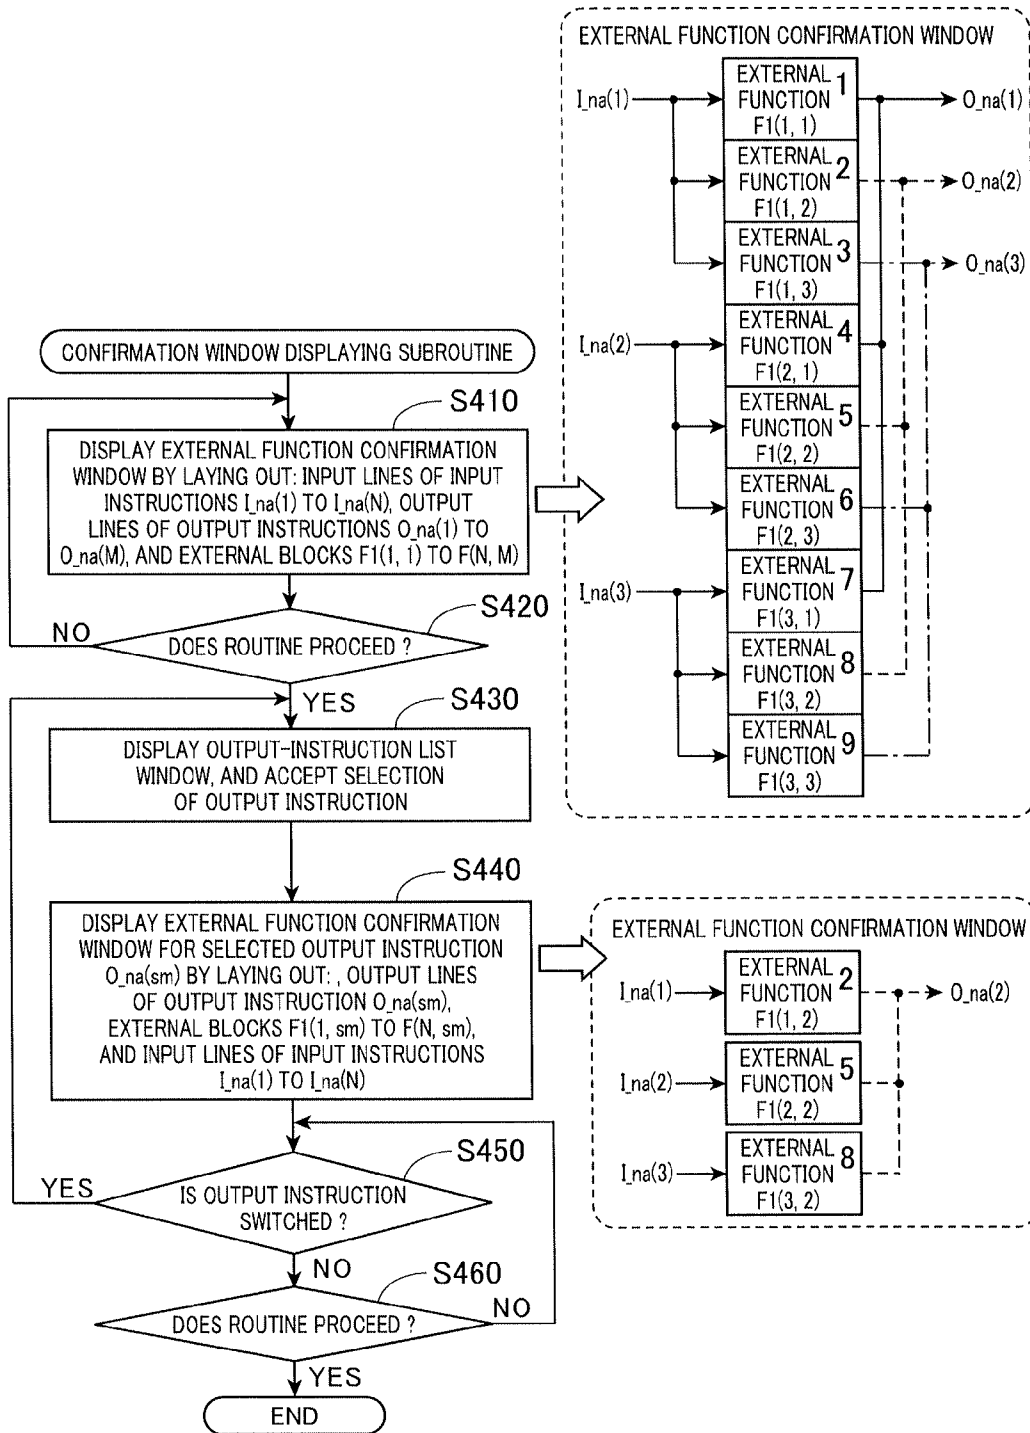 CONFIRMATION WINDOW DISPLAYING SUBROUTINE
S410
DISPLAY EXTERNAL FUNCTION CONFIRMATION
WINDOW BY LAYING OUT: INPUT LINES OF INPUT
INSTRUCTIONS I_na(1) TO I_na(N), OUTPUT
LINES OF OUTPUT INSTRUCTIONS O_na(1) TO
O_na(M), AND EXTERNAL BLOCKS F1(1, 1) TO F(N, M)
S420
DOES ROUTINE PROCEED ?
NO
YES
S430
DISPLAY OUTPUT-INSTRUCTION LIST
WINDOW, AND ACCEPT SELECTION
OF OUTPUT INSTRUCTION
S440
DISPLAY EXTERNAL FUNCTION CONFIRMATION
WINDOW FOR SELECTED OUTPUT INSTRUCTION
O_na(sm) BY LAYING OUT: , OUTPUT LINES
OF OUTPUT INSTRUCTION O_na(sm),
EXTERNAL BLOCKS F1(1, sm) TO F(N, sm),
AND INPUT LINES OF INPUT INSTRUCTIONS
I_na(1) TO I_na(N)
S450
YES
IS OUTPUT INSTRUCTION
SWITCHED ?
NO
S460
DOES ROUTINE PROCEED ?
NO
YES
END
EXTERNAL FUNCTION CONFIRMATION WINDOW
I_na(1)
EXTERNAL 1
FUNCTION
F1(1, 1)
O_na(1)
EXTERNAL 2
FUNCTION
F1(1, 2)
O_na(2)
EXTERNAL 3
FUNCTION
F1(1, 3)
O_na(3)
I_na(2)
EXTERNAL 4
FUNCTION
F1(2, 1)
EXTERNAL 5
FUNCTION
F1(2, 2)
EXTERNAL 6
FUNCTION
F1(2, 3)
I_na(3)
EXTERNAL 7
FUNCTION
F1(3, 1)
EXTERNAL 8
FUNCTION
F1(3, 2)
EXTERNAL 9
FUNCTION
F1(3, 3)
EXTERNAL FUNCTION CONFIRMATION WINDOW
I_na(1)
EXTERNAL 2
FUNCTION
F1(1, 2)
O_na(2)
I_na(2)
EXTERNAL 5
FUNCTION
F1(2, 2)
I_na(3)
EXTERNAL 8
FUNCTION
F1(3, 2)